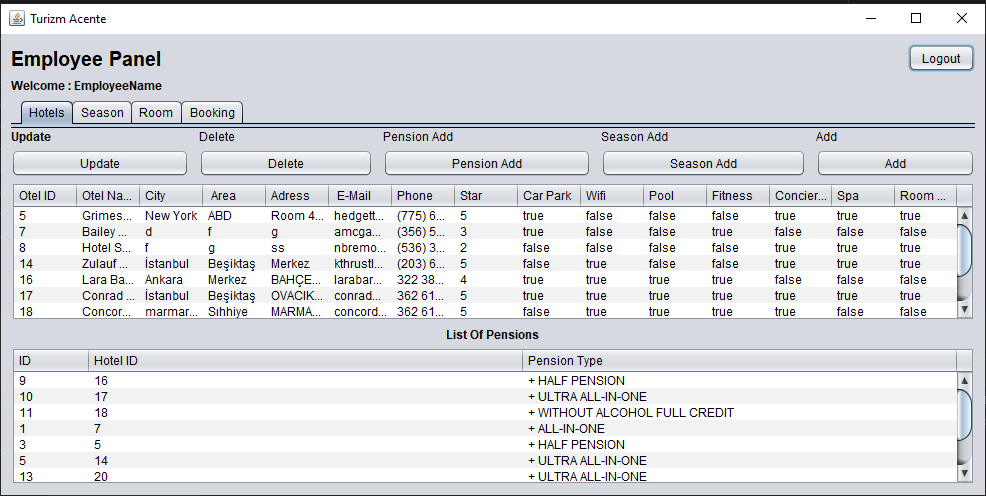 Turizm Acente
Employee Panel
Logout
Welcome : EmployeeName
Hotels Season Room Booking
Update Delete Pension Add Season Add Add
Update Delete Pension Add Season Add Add
Otel ID Otel Na... City Area Adress E-Mail Phone Star Car Park Wifi Pool Fitness Concier... Spa Room ...
5 Grimes... New York ABD Room 4... hedgett... (775) 6... 5 true false false false true true true
7 Bailey ... d f g amcga... (356) 5... 3 true false false true false false false
8 Hotel S... f g ss nbremo... (536) 3... 2 false false false false true true false
14 Zulauf ... İstanbul Beşiktaş Merkez kthrustl... (203) 6... 5 false true false false true true true
16 Lara Ba... Ankara Merkez BAHÇE... larabar... 322 38... 4 true true true true false false true
17 Conrad ... İstanbul Beşiktaş OVACIK... conrad... 362 61... 5 true true true true true true true
18 Concor... marmar... Sıhhiye MARMA... concord... 362 61... 5 false true true true true false false
List Of Pensions
ID Hotel ID Pension Type
9 16 + HALF PENSION
10 17 + ULTRA ALL-IN-ONE
11 18 + WITHOUT ALCOHOL FULL CREDIT
1 7 + ALL-IN-ONE
3 5 + HALF PENSION
5 14 + ULTRA ALL-IN-ONE
13 20 + ULTRA ALL-IN-ONE